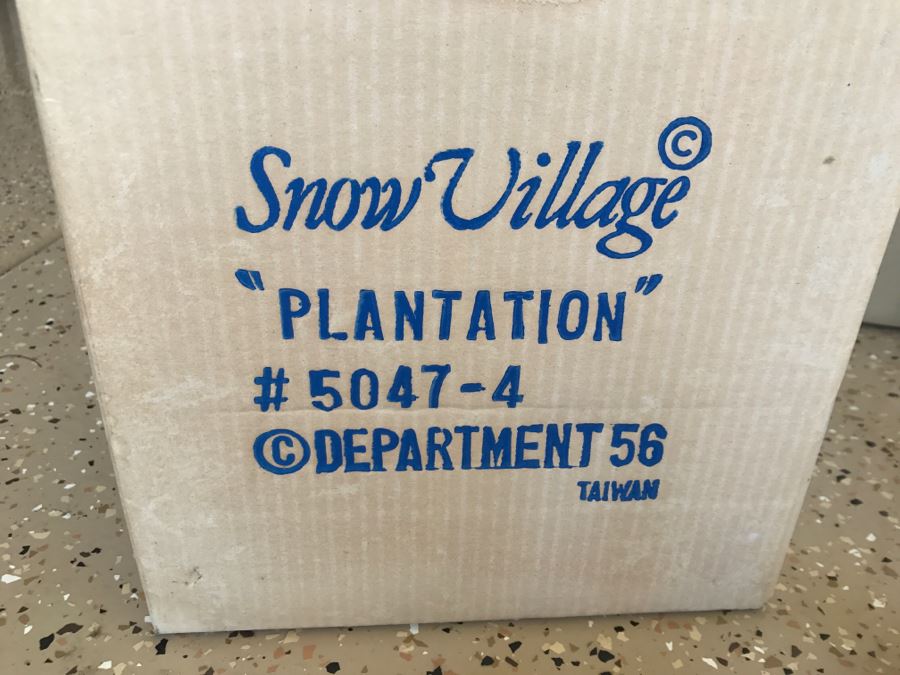 Snow Village ©
"PLANTATION"
# 5047-4
© DEPARTMENT 56
TAIWAN